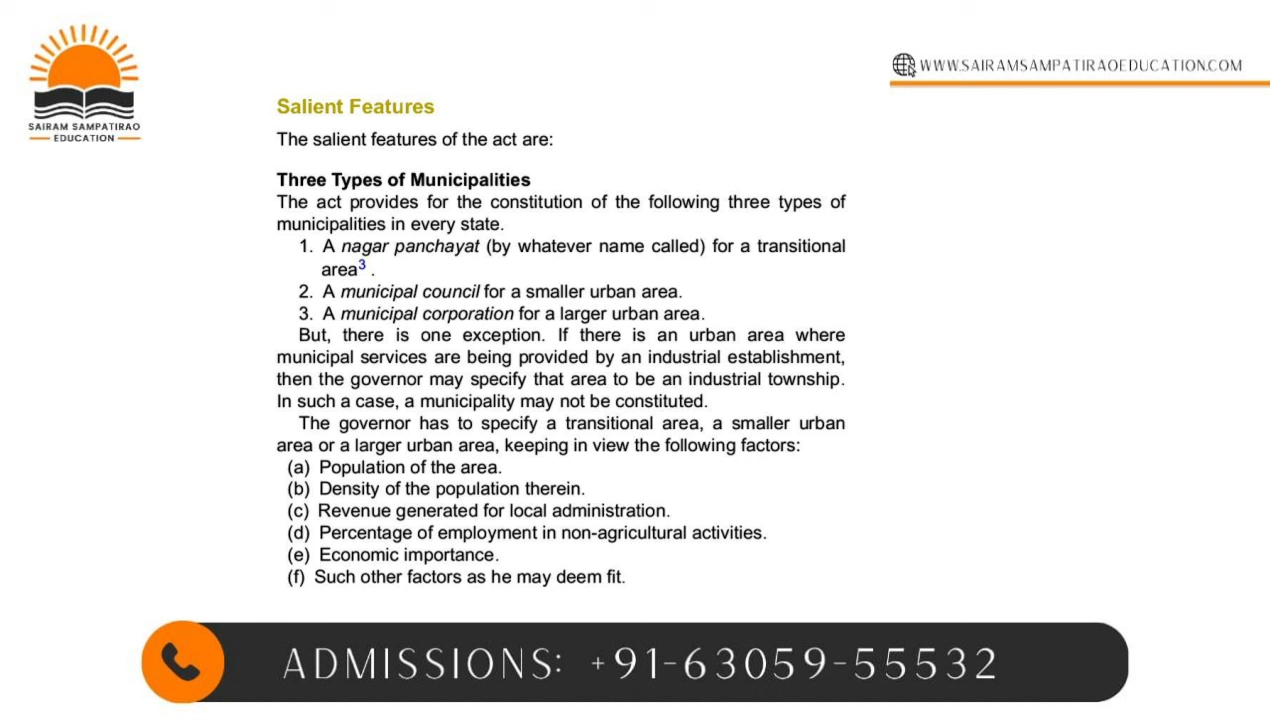 SAIRAM SAMPATIRAO
EDUCATION
WWW.SAIRAMSAMPATIRAOEDUCATION.COM
Salient Features
The salient features of the act are:
Three Types of Municipalities
The act provides for the constitution of the following three types of
municipalities in every state.
1. A nagar panchayat (by whatever name called) for a transitional
area3 .
2. A municipal council for a smaller urban area.
3. A municipal corporation for a larger urban area.
But, there is one exception. If there is an urban area where
municipal services are being provided by an industrial establishment,
then the governor may specify that area to be an industrial township.
In such a case, a municipality may not be constituted.
The governor has to specify a transitional area, a smaller urban
area or a larger urban area, keeping in view the following factors:
(a) Population of the area.
(b) Density of the population therein.
(c) Revenue generated for local administration.
(d) Percentage of employment in non-agricultural activities.
(e) Economic importance.
(f) Such other factors as he may deem fit.
ADMISSIONS: +91-63059-55532